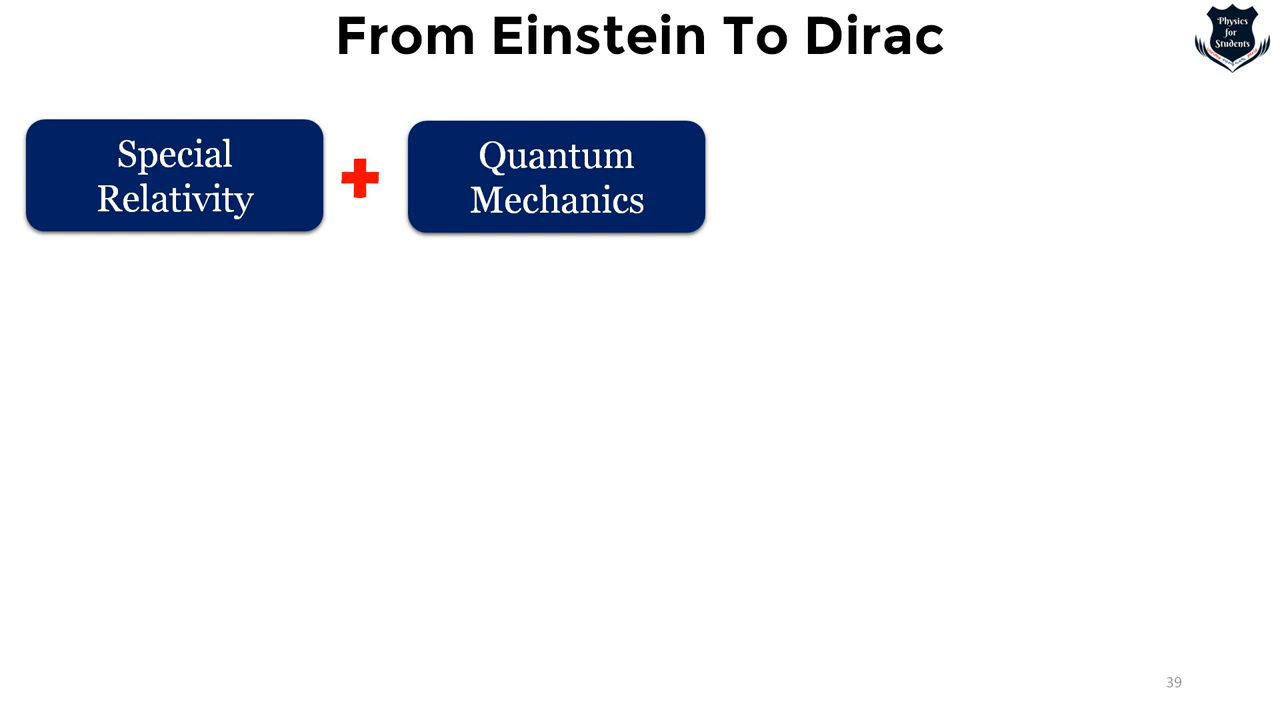 From Einstein To Dirac
Physics
for
Students
Special
Relativity
Quantum
Mechanics
39